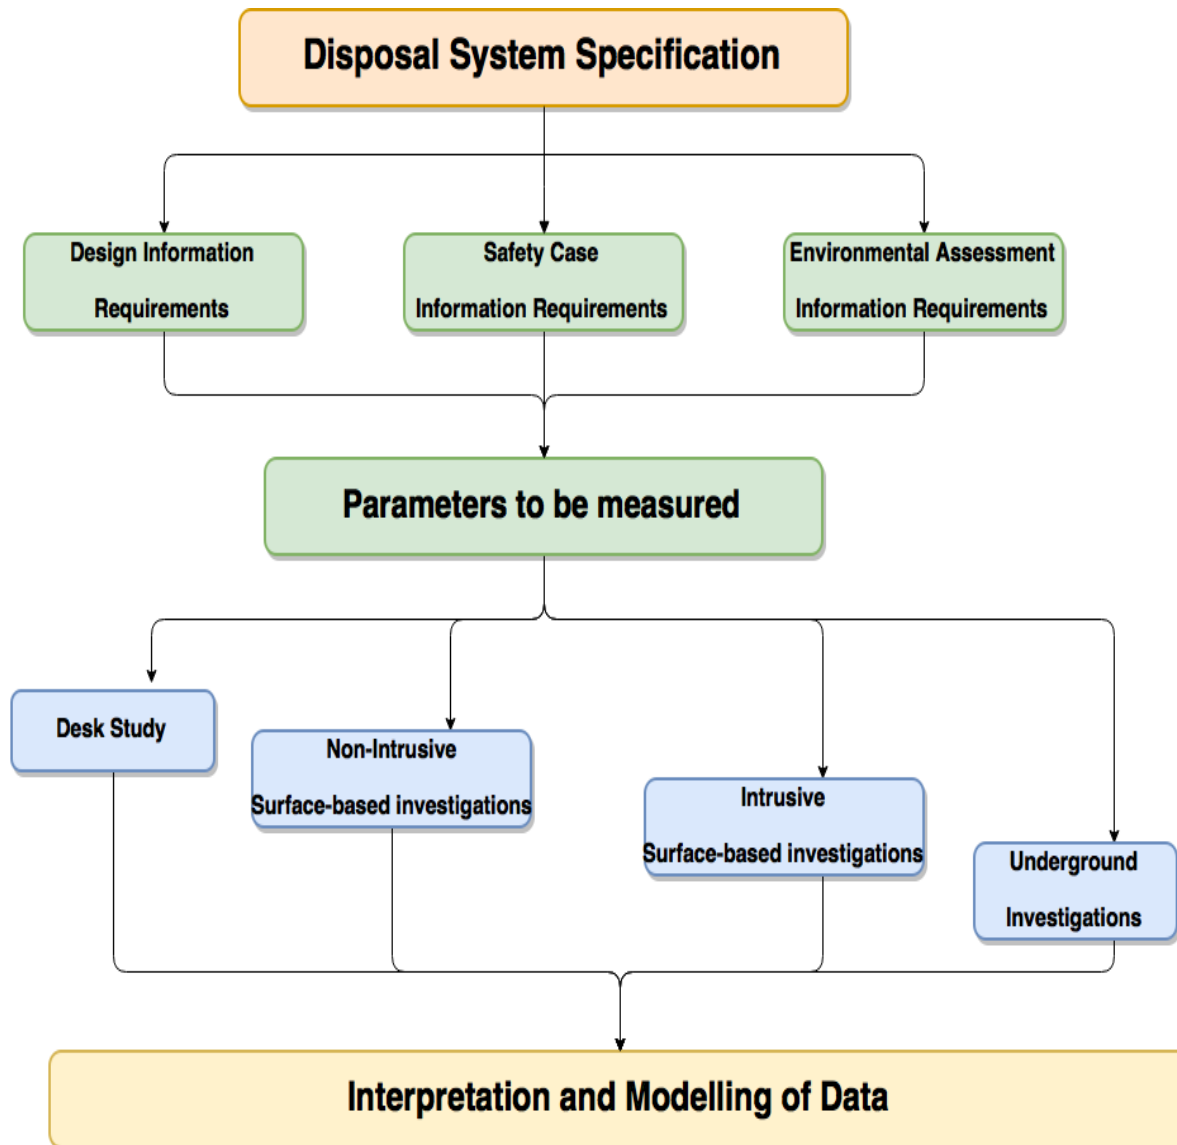 Disposal System Specification
Design Information
Requirements
Safety Case
Information Requirements
Environmental Assessment
Information Requirements
Parameters to be measured
Desk Study
Non-Intrusive
Surface-based investigations
Intrusive
Surface-based investigations
Underground
Investigations
Interpretation and Modelling of Data